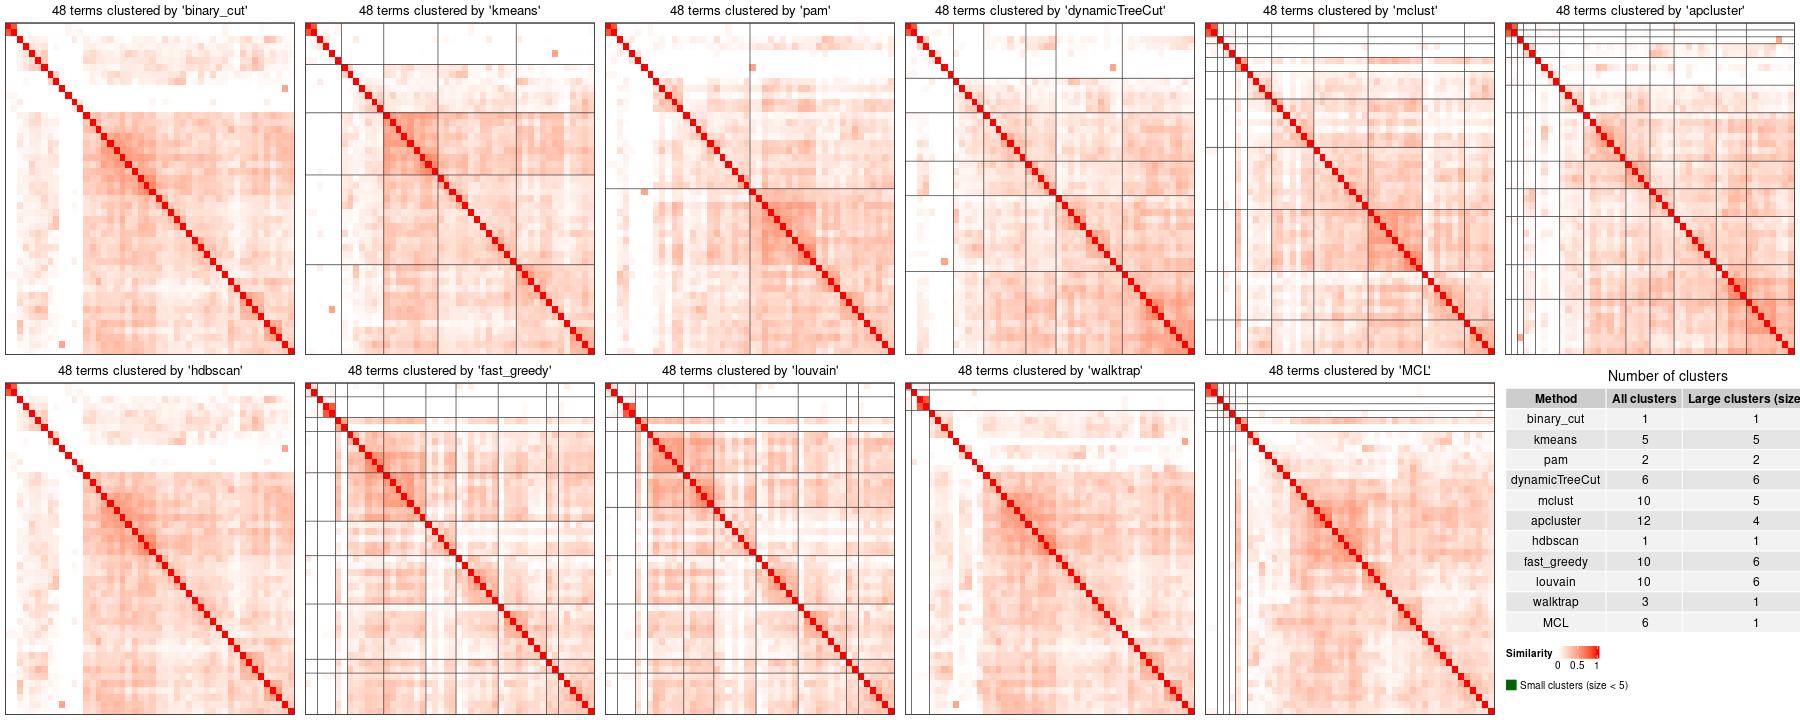 48 terms clustered by 'binary_cut'
48 terms clustered by 'kmeans'
48 terms clustered by 'pam'
48 terms clustered by 'dynamicTreeCut'
48 terms clustered by 'mclust'
48 terms clustered by 'apcluster'
48 terms clustered by 'hdbscan'
48 terms clustered by 'fast_greedy'
48 terms clustered by 'louvain'
48 terms clustered by 'walktrap'
48 terms clustered by 'MCL'
Number of clusters
Method All clusters Large clusters (size
binary_cut 1 1
kmeans 5 5
pam 2 2
dynamicTreeCut 6 6
mclust 10 5
apcluster 12 4
hdbscan 1 1
fast_greedy 10 6
louvain 10 6
walktrap 3 1
MCL 6 1
Similarity
0 0.5 1
Small clusters (size < 5)